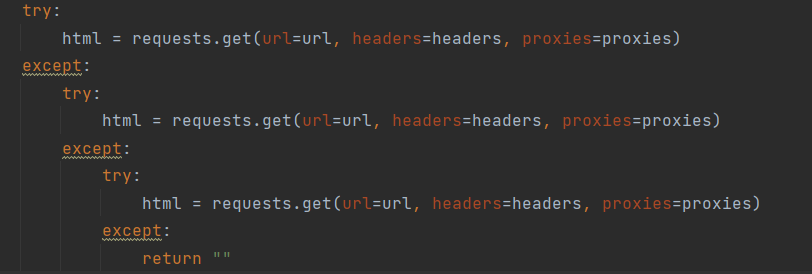 try:
    html = requests.get(url=url, headers=headers, proxies=proxies)
except:
    try:
        html = requests.get(url=url, headers=headers, proxies=proxies)
    except:
        try:
            html = requests.get(url=url, headers=headers, proxies=proxies)
        except:
            return ""